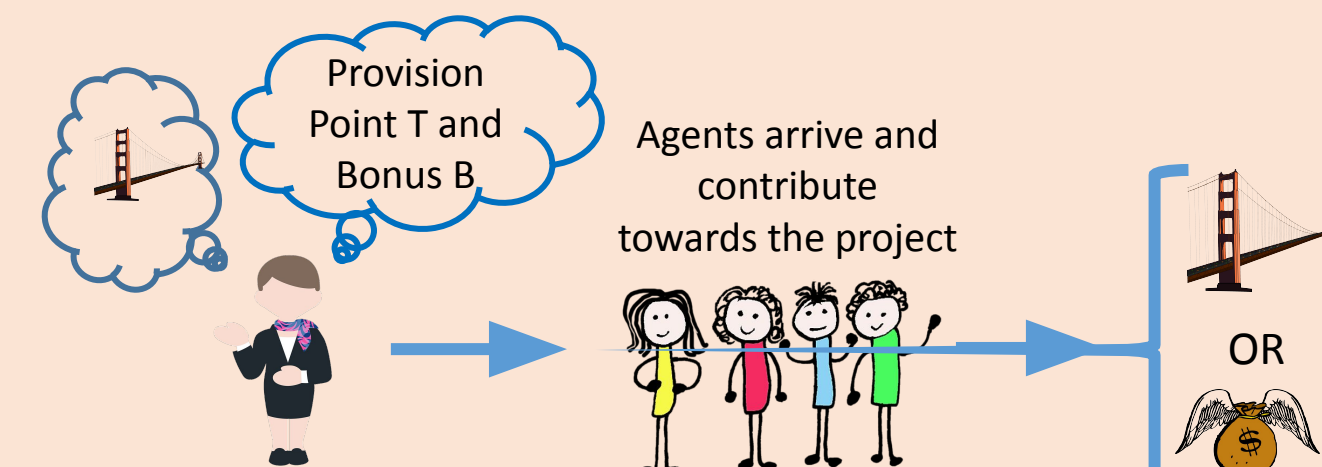 Provision
Point T and
Bonus B
Agents arrive and
contribute
towards the project
OR
$